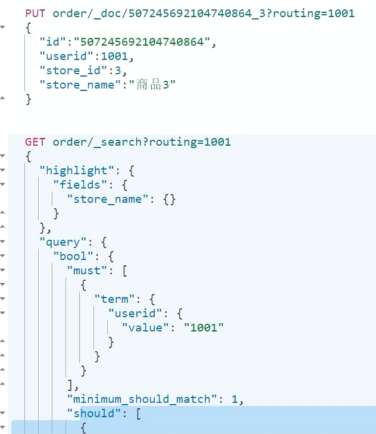 PUT order/_doc/507245692104740864_3?routing=1001
{
"id":"507245692104740864",
"userid":1001,
"store_id":3,
"store_name":"商品3"
}
GET order/_search?routing=1001
{
"highlight": {
"fields": {
"store_name": {}
}
},
"query": {
"bool": {
"must": [
{
"term": {
"userid": {
"value": "1001"
}
}
}
],
"minimum_should_match": 1,
"should": [
{